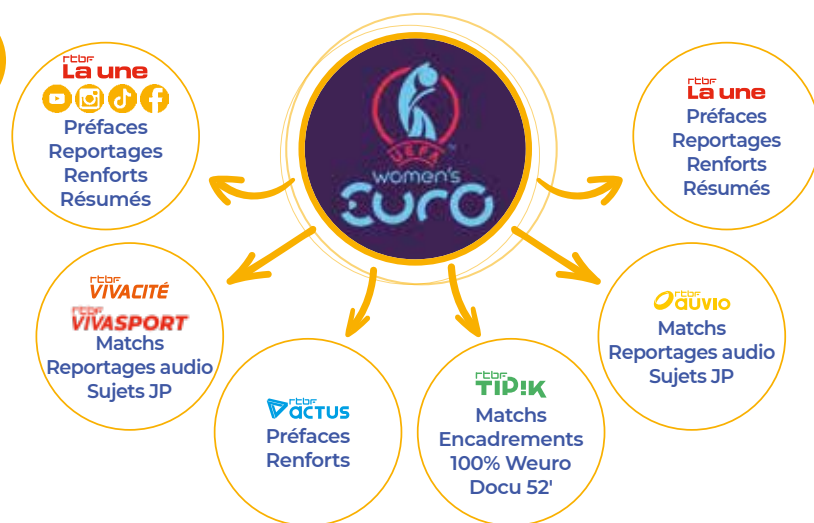 rtbf
La une
Préfaces
Reportages
Renforts
Résumés
UEFA
™
women's
EURO
rtbf
La une
Préfaces
Reportages
Renforts
Résumés
rtbf
VIVACITÉ
rtbf
VIVASPORT
Matchs
Reportages audio
Sujets JP
rtbf
actus
Préfaces
Renforts
rtbf
TIP!K
Matchs
Encadrements
100% Weuro
Docu 52'
rtbf
auvio
Matchs
Reportages audio
Sujets JP